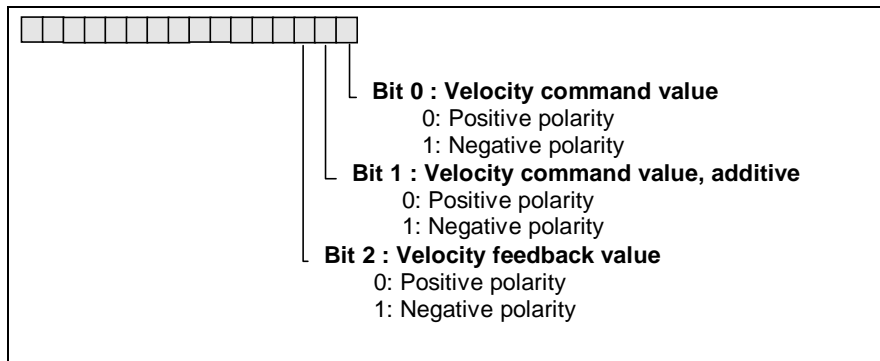 Bit 0 : Velocity command value
0: Positive polarity
1: Negative polarity
Bit 1 : Velocity command value, additive
0: Positive polarity
1: Negative polarity
Bit 2 : Velocity feedback value
0: Positive polarity
1: Negative polarity